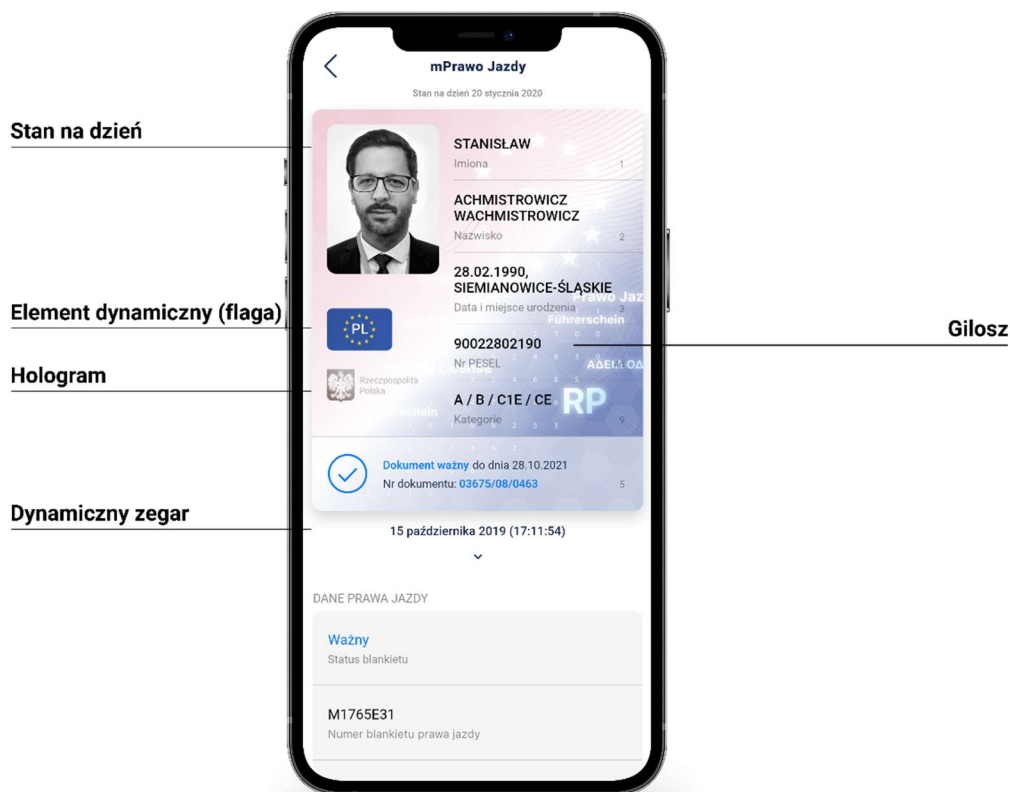 mPrawo Jazdy
Stan na dzień 20 stycznia 2020
Stan na dzień
STANISŁAW
Imiona 1
ACHMISTROWICZ
WACHMISTROWICZ
Nazwisko 2
28.02.1990,
SIEMIANOWICE-ŚLĄSKIE
Prawo Jaz
Data i miejsce urodzenia 3
Führerschein
Element dynamiczny (flaga)
PL
Gilosz
90022802190
Nr PESEL
Hologram
Rzeczpospolita
Polska
A / B / C1E / CE
RP
Kategorie 9
Dokument ważny do dnia 28.10.2021
Nr dokumentu: 03675/08/0463 5
Dynamiczny zegar
15 października 2019 (17:11:54)
DANE PRAWA JAZDY
Ważny
Status blankietu
M1765E31
Numer blankietu prawa jazdy